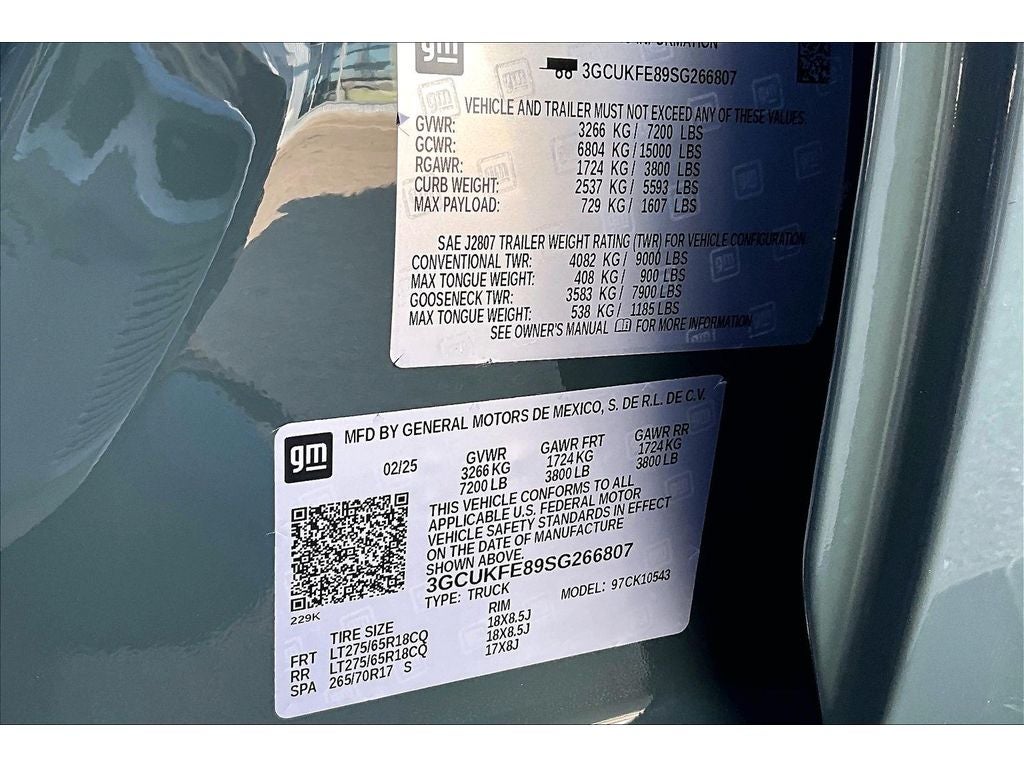 gm
INFORMATION
3GCUKFE89SG266807
VEHICLE AND TRAILER MUST NOT EXCEED ANY OF THESE VALUES.
GVWR: 3266 KG / 7200 LBS
GCWR: 6804 KG / 15000 LBS
RGAWR: 1724 KG / 3800 LBS
CURB WEIGHT: 2537 KG / 5593 LBS
MAX PAYLOAD: 729 KG / 1607 LBS
SAE J2807 TRAILER WEIGHT RATING (TWR) FOR VEHICLE CONFIGURATION
CONVENTIONAL TWR: 4082 KG / 9000 LBS
MAX TONGUE WEIGHT: 408 KG / 900 LBS
GOOSENECK TWR: 3583 KG / 7900 LBS
MAX TONGUE WEIGHT: 538 KG / 1185 LBS
SEE OWNER'S MANUAL FOR MORE INFORMATION
gm
MFD BY GENERAL MOTORS DE MEXICO, S. DE R.L. DE C.V.
02/25 GVWR GAWR FRT GAWR RR
3266 KG 1724 KG 1724 KG
7200 LB 3800 LB 3800 LB
THIS VEHICLE CONFORMS TO ALL
APPLICABLE U.S. FEDERAL MOTOR
VEHICLE SAFETY STANDARDS IN EFFECT
ON THE DATE OF MANUFACTURE
SHOWN ABOVE.
3GCUKFE89SG266807
TYPE: TRUCK MODEL: 97CK10543
229K
TIRE SIZE RIM
FRT LT275/65R18CQ 18X8.5J
RR LT275/65R18CQ 18X8.5J
SPA 265/70R17 S 17X8J